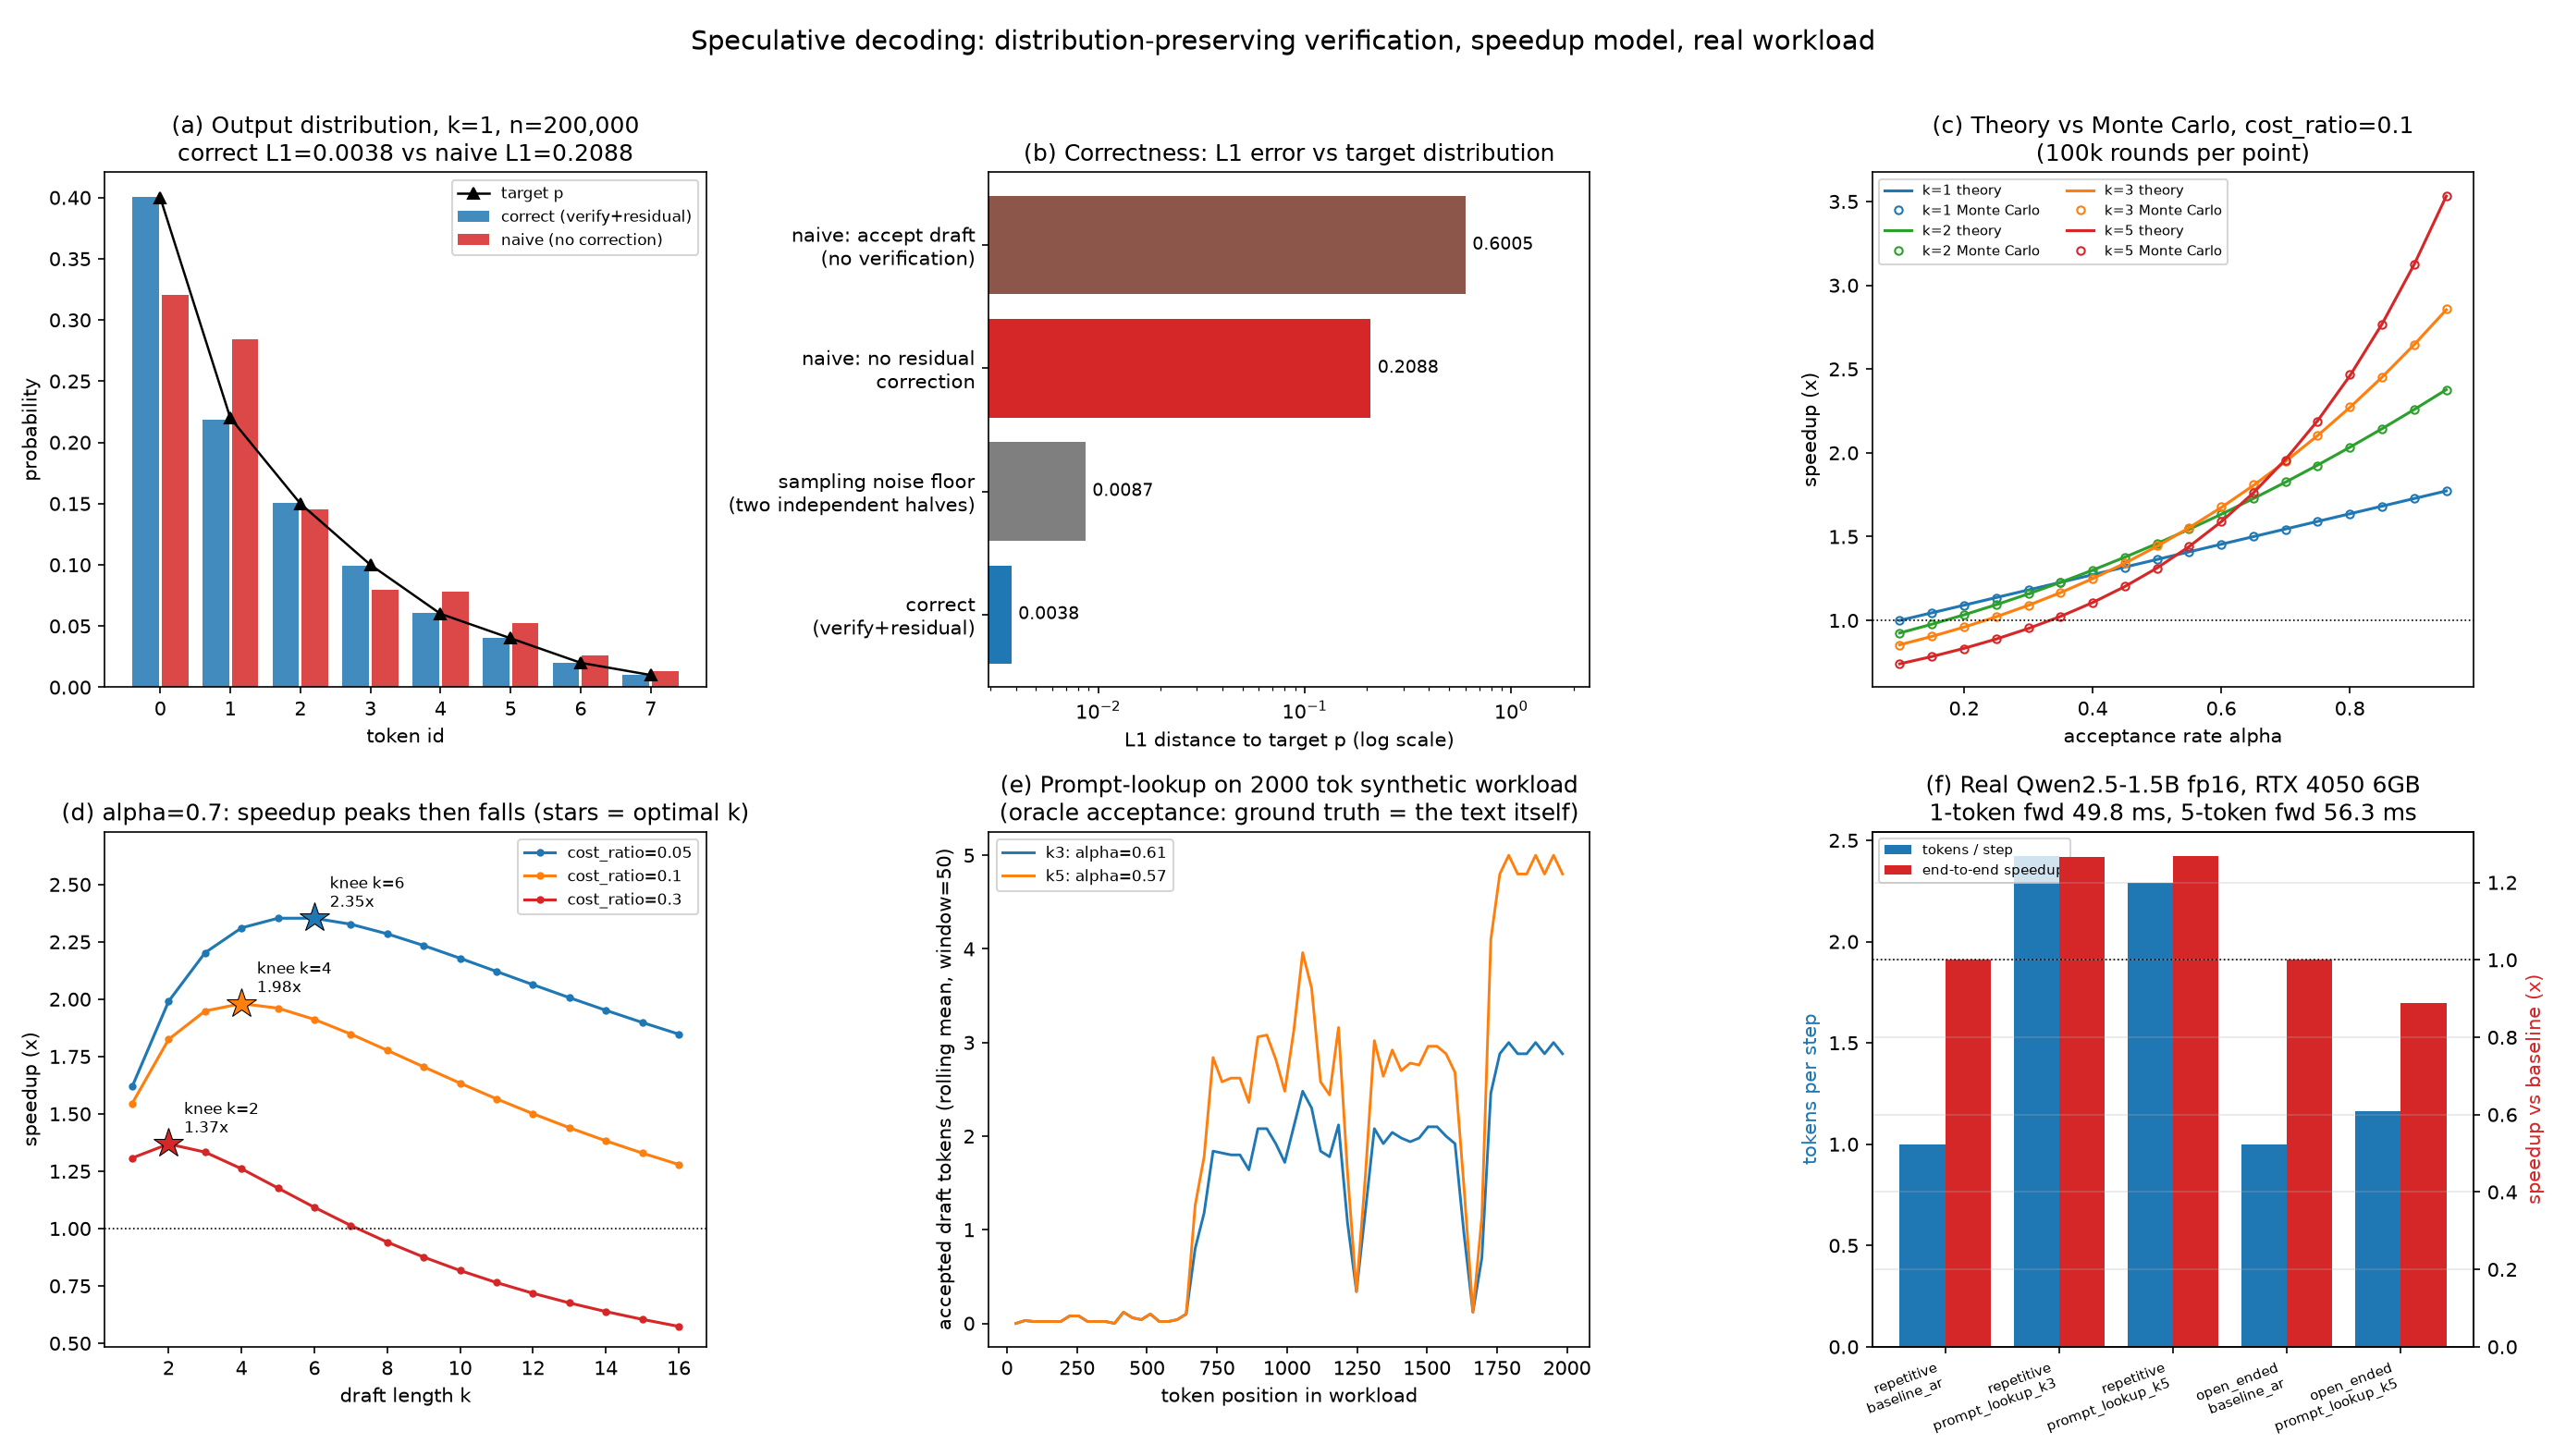 Speculative decoding: distribution-preserving verification, speedup model, real workload
(a) Output distribution, k=1, n=200,000
correct L1=0.0038 vs naive L1=0.2088
target p
correct (verify+residual)
naive (no correction)
probability
0.40
0.35
0.30
0.25
0.20
0.15
0.10
0.05
0.00
0 1 2 3 4 5 6 7
token id
(b) Correctness: L1 error vs target distribution
naive: accept draft
(no verification)
0.6005
naive: no residual
correction
0.2088
sampling noise floor
(two independent halves)
0.0087
correct
(verify+residual)
0.0038
10⁻² 10⁻¹ 10⁰
L1 distance to target p (log scale)
(c) Theory vs Monte Carlo, cost_ratio=0.1
(100k rounds per point)
k=1 theory
k=1 Monte Carlo
k=2 theory
k=2 Monte Carlo
k=3 theory
k=3 Monte Carlo
k=5 theory
k=5 Monte Carlo
speedup (x)
3.5
3.0
2.5
2.0
1.5
1.0
0.2 0.4 0.6 0.8
acceptance rate alpha
(d) alpha=0.7: speedup peaks then falls (stars = optimal k)
cost_ratio=0.05
cost_ratio=0.1
cost_ratio=0.3
knee k=6
2.35x
knee k=4
1.98x
knee k=2
1.37x
speedup (x)
2.50
2.25
2.00
1.75
1.50
1.25
1.00
0.75
0.50
2 4 6 8 10 12 14 16
draft length k
(e) Prompt-lookup on 2000 tok synthetic workload
(oracle acceptance: ground truth = the text itself)
k3: alpha=0.61
k5: alpha=0.57
accepted draft tokens (rolling mean, window=50)
5
4
3
2
1
0
0 250 500 750 1000 1250 1500 1750 2000
token position in workload
(f) Real Qwen2.5-1.5B fp16, RTX 4050 6GB
1-token fwd 49.8 ms, 5-token fwd 56.3 ms
tokens / step
end-to-end speedup
tokens per step
2.5
2.0
1.5
1.0
0.5
0.0
1.2
1.0
0.8
0.6
0.4
0.2
0.0
speedup vs baseline (x)
repetitive
baseline_ar
repetitive
prompt_lookup_k3
repetitive
prompt_lookup_k5
open_ended
baseline_ar
open_ended
prompt_lookup_k5